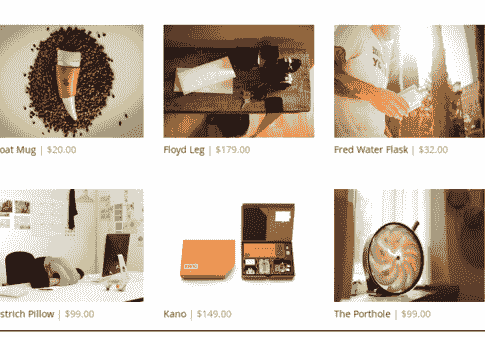 oat Mug | $20.00
Floyd Leg | $179.00
Fred Water Flask | $32.00
strich Pillow | $99.00
Kano | $149.00
The Porthole | $99.00